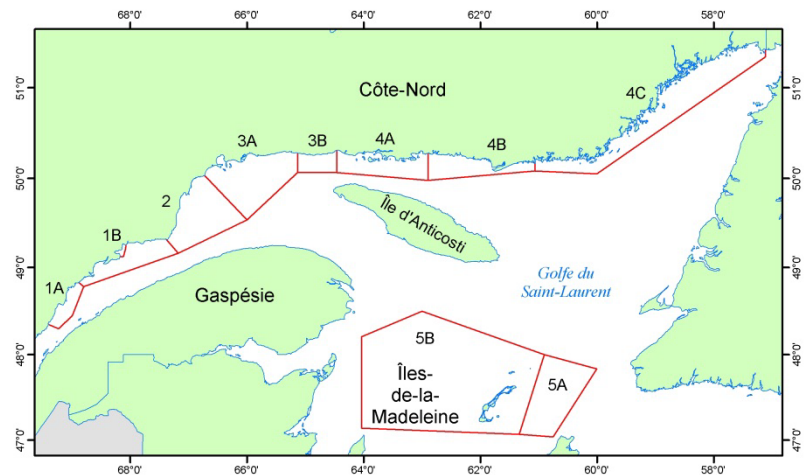 68°0' 66°0' 64°0' 62°0' 60°0' 58°0'
51°0' 51°0'
Côte-Nord
4C
3A 3B 4A 4B
50°0' 50°0'
2
Île d'Anticosti
1B
49°0' 49°0'
1A
Golfe du
Saint-Laurent
Gaspésie
48°0' 48°0'
5B
Îles-
de-la-
Madeleine
5A
47°0' 47°0'
68°0' 66°0' 64°0' 62°0' 60°0' 58°0'